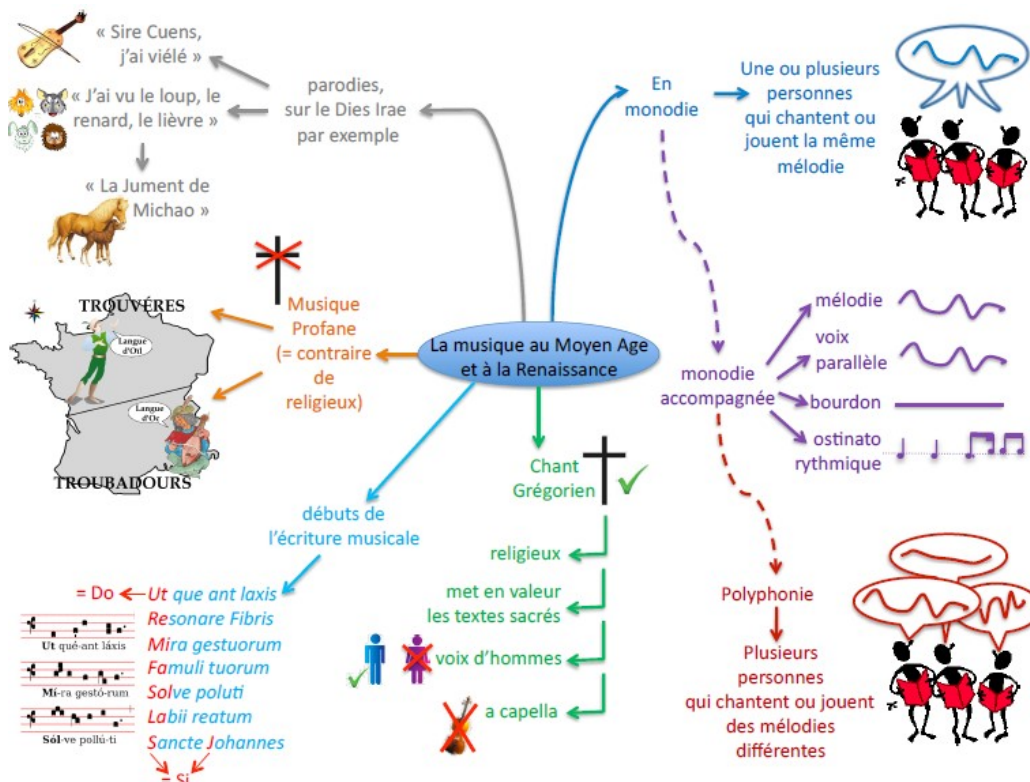 « Sire Cuens,
j'ai viélé »
« J'ai vu le loup, le
renard, le lièvre »
« La Jument de
Michao »
parodies,
sur le Dies Irae
par exemple
En
monodie
Une ou plusieurs
personnes
qui chantent ou
jouent la même
mélodie
La musique au Moyen Age
et à la Renaissance
Musique
Profane
(= contraire
de
religieux)
TROUVÉRES
Langue
d'Oïl
Langue
d'Oc
TROUBADOURS
monodie
accompagnée
mélodie
voix
parallèle
bourdon
ostinato
rythmique
Chant
Grégorien
religieux
met en valeur
les textes sacrés
voix d'hommes
a capella
débuts de
l'écriture musicale
= Do
Ut que ant laxis
Resonare Fibris
Mira gestuorum
Famuli tuorum
Solve poluti
Labii reatum
Sancte Johannes
= Si
Ut qué-ant láxis
Mí-ra gestó-rum
Sól-ve pollú-ti
Polyphonie
Plusieurs
personnes
qui chantent ou jouent
des mélodies
différentes